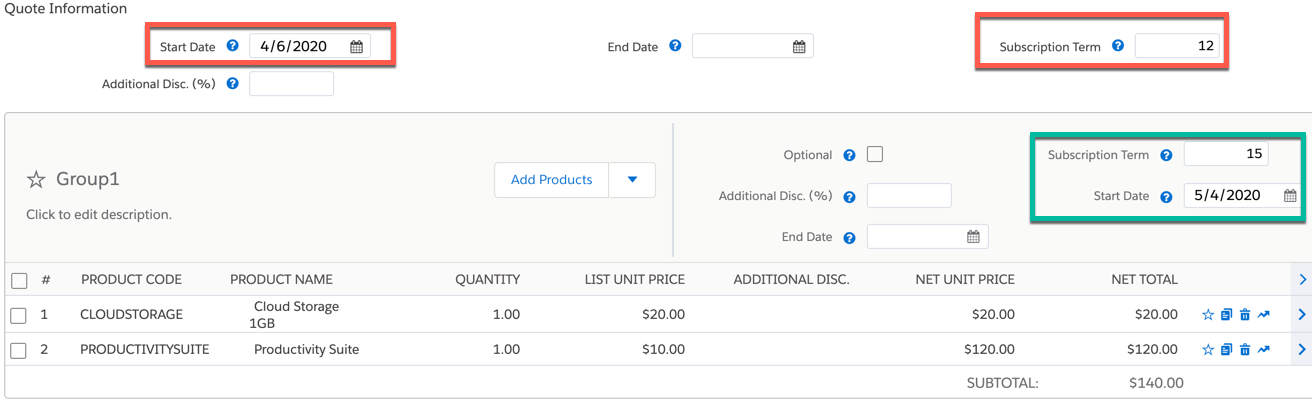 Quote Information
Start Date ? 4/6/2020 End Date ? Subscription Term ? 12
Additional Disc. (%) ?
Optional ? Subscription Term ? 15
Group1 Add Products
Additional Disc. (%) ? Start Date ? 5/4/2020
Click to edit description.
End Date ?
# PRODUCT CODE PRODUCT NAME QUANTITY LIST UNIT PRICE ADDITIONAL DISC. NET UNIT PRICE NET TOTAL
1 CLOUDSTORAGE Cloud Storage 1.00 $20.00 $20.00 $20.00
1GB
2 PRODUCTIVITYSUITE Productivity Suite 1.00 $10.00 $120.00 $120.00
SUBTOTAL: $140.00